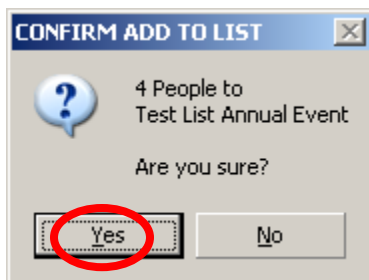 CONFIRM ADD TO LIST
4 People to
Test List Annual Event
Are you sure?
Yes
No